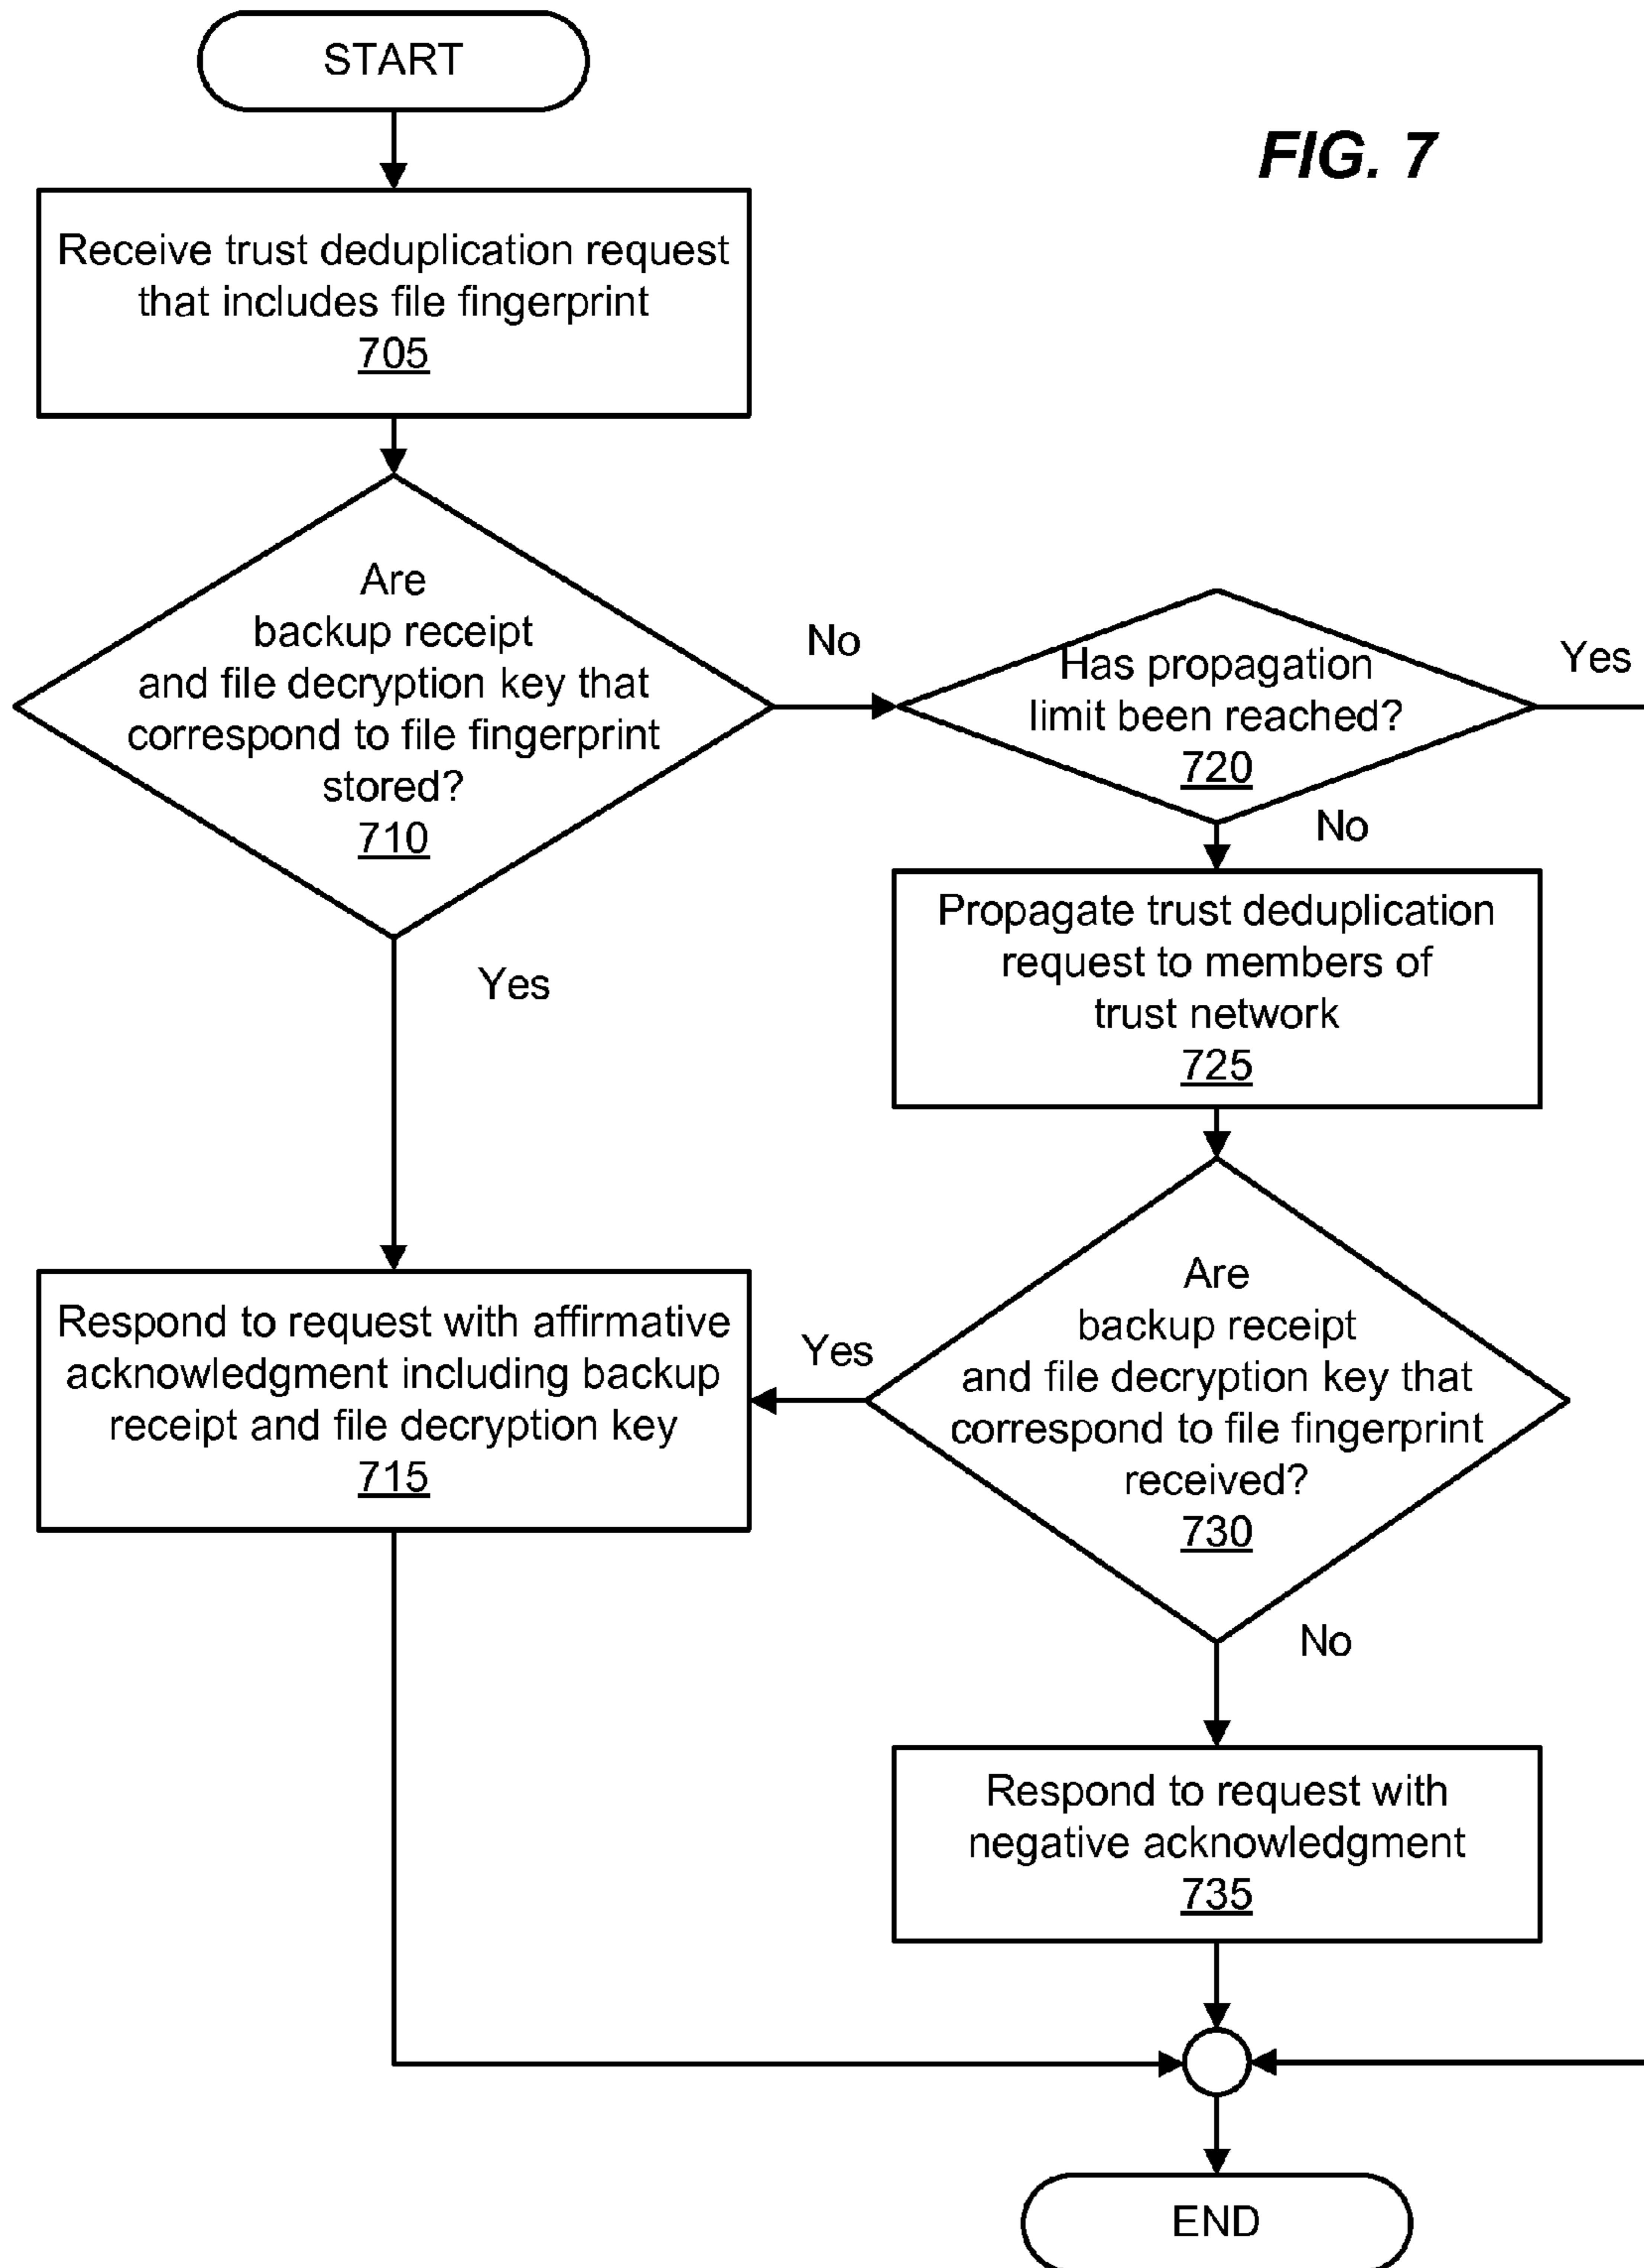 START
FIG. 7
Receive trust deduplication request
that includes file fingerprint
705
Are
backup receipt
and file decryption key that
correspond to file fingerprint
stored?
710
No
Has propagation
limit been reached?
720
Yes
No
Propagate trust deduplication
request to members of
trust network
725
Yes
Respond to request with affirmative
acknowledgment including backup
receipt and file decryption key
715
Yes
Are
backup receipt
and file decryption key that
correspond to file fingerprint
received?
730
No
Respond to request with
negative acknowledgment
735
END